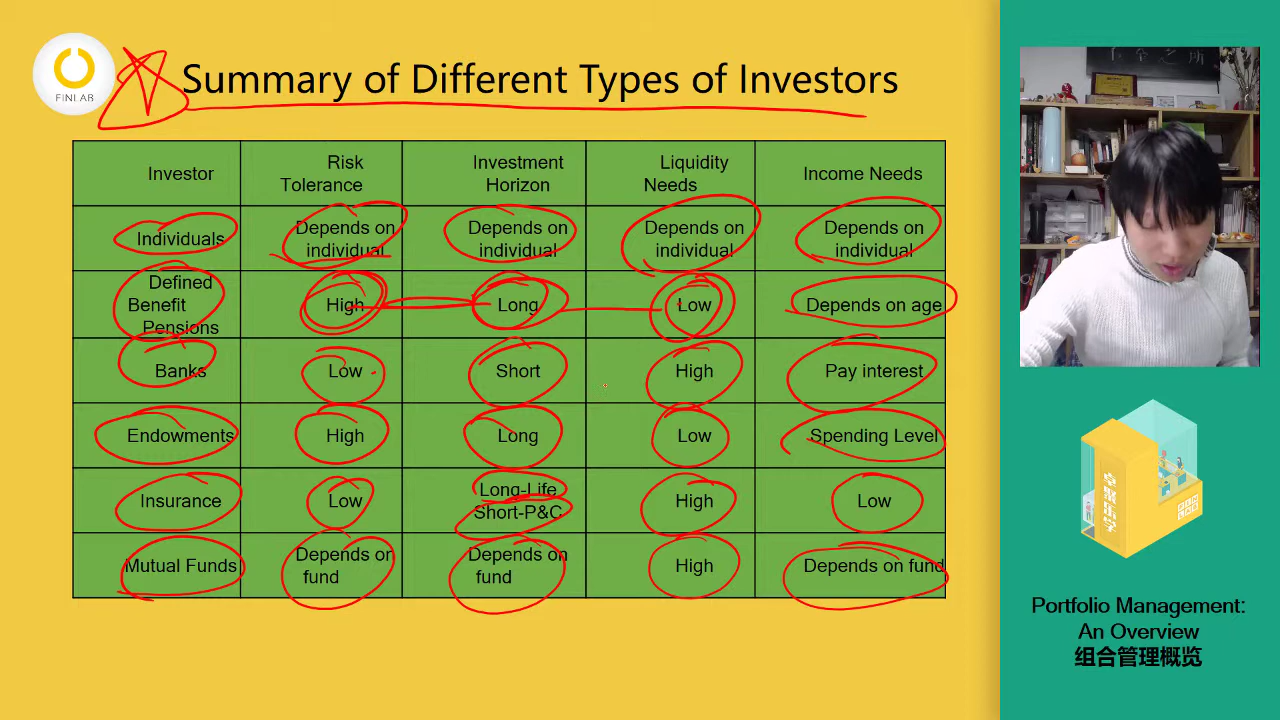 FINLAB
Summary of Different Types of Investors
Investor
Risk
Tolerance
Investment
Horizon
Liquidity
Needs
Income Needs
Individuals
Depends on
individual
Depends on
individual
Depends on
individual
Depends on
individual
Defined
Benefit
Pensions
High
Long
Low
Depends on age
Banks
Low
Short
High
Pay interest
Endowments
High
Long
Low
Spending Level
Insurance
Low
Long-Life
Short-P&C
High
Low
Mutual Funds
Depends on
fund
Depends on
fund
High
Depends on fund
Portfolio Management:
An Overview
组合管理概览